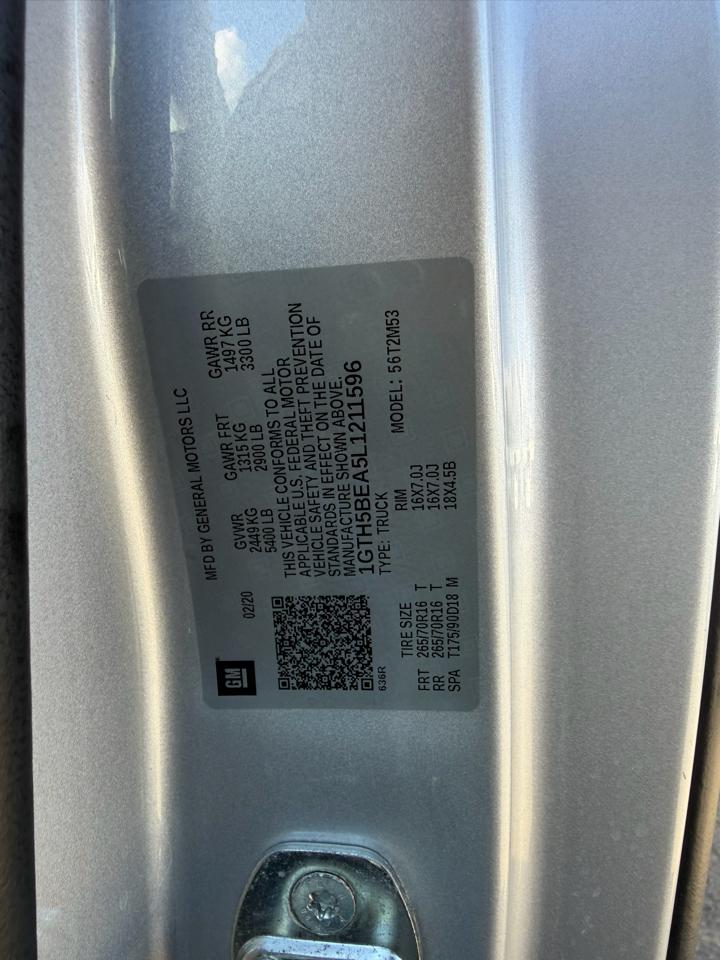 GM
MFD BY GENERAL MOTORS LLC
02/20
GVWR GAWR FRT GAWR RR
2449 KG 1315 KG 1497 KG
5400 LB 2900 LB 3300 LB
THIS VEHICLE CONFORMS TO ALL
APPLICABLE U.S. FEDERAL MOTOR
VEHICLE SAFETY AND THEFT PREVENTION
STANDARDS IN EFFECT ON THE DATE OF
MANUFACTURE SHOWN ABOVE.
1GTH5BEA5L1211596
636R
TYPE: TRUCK MODEL: 56T2M53
TIRE SIZE RIM
FRT 265/70R16 T 16X7.0J
RR 265/70R16 T 16X7.0J
SPA T175/90D18 M 18X4.5B